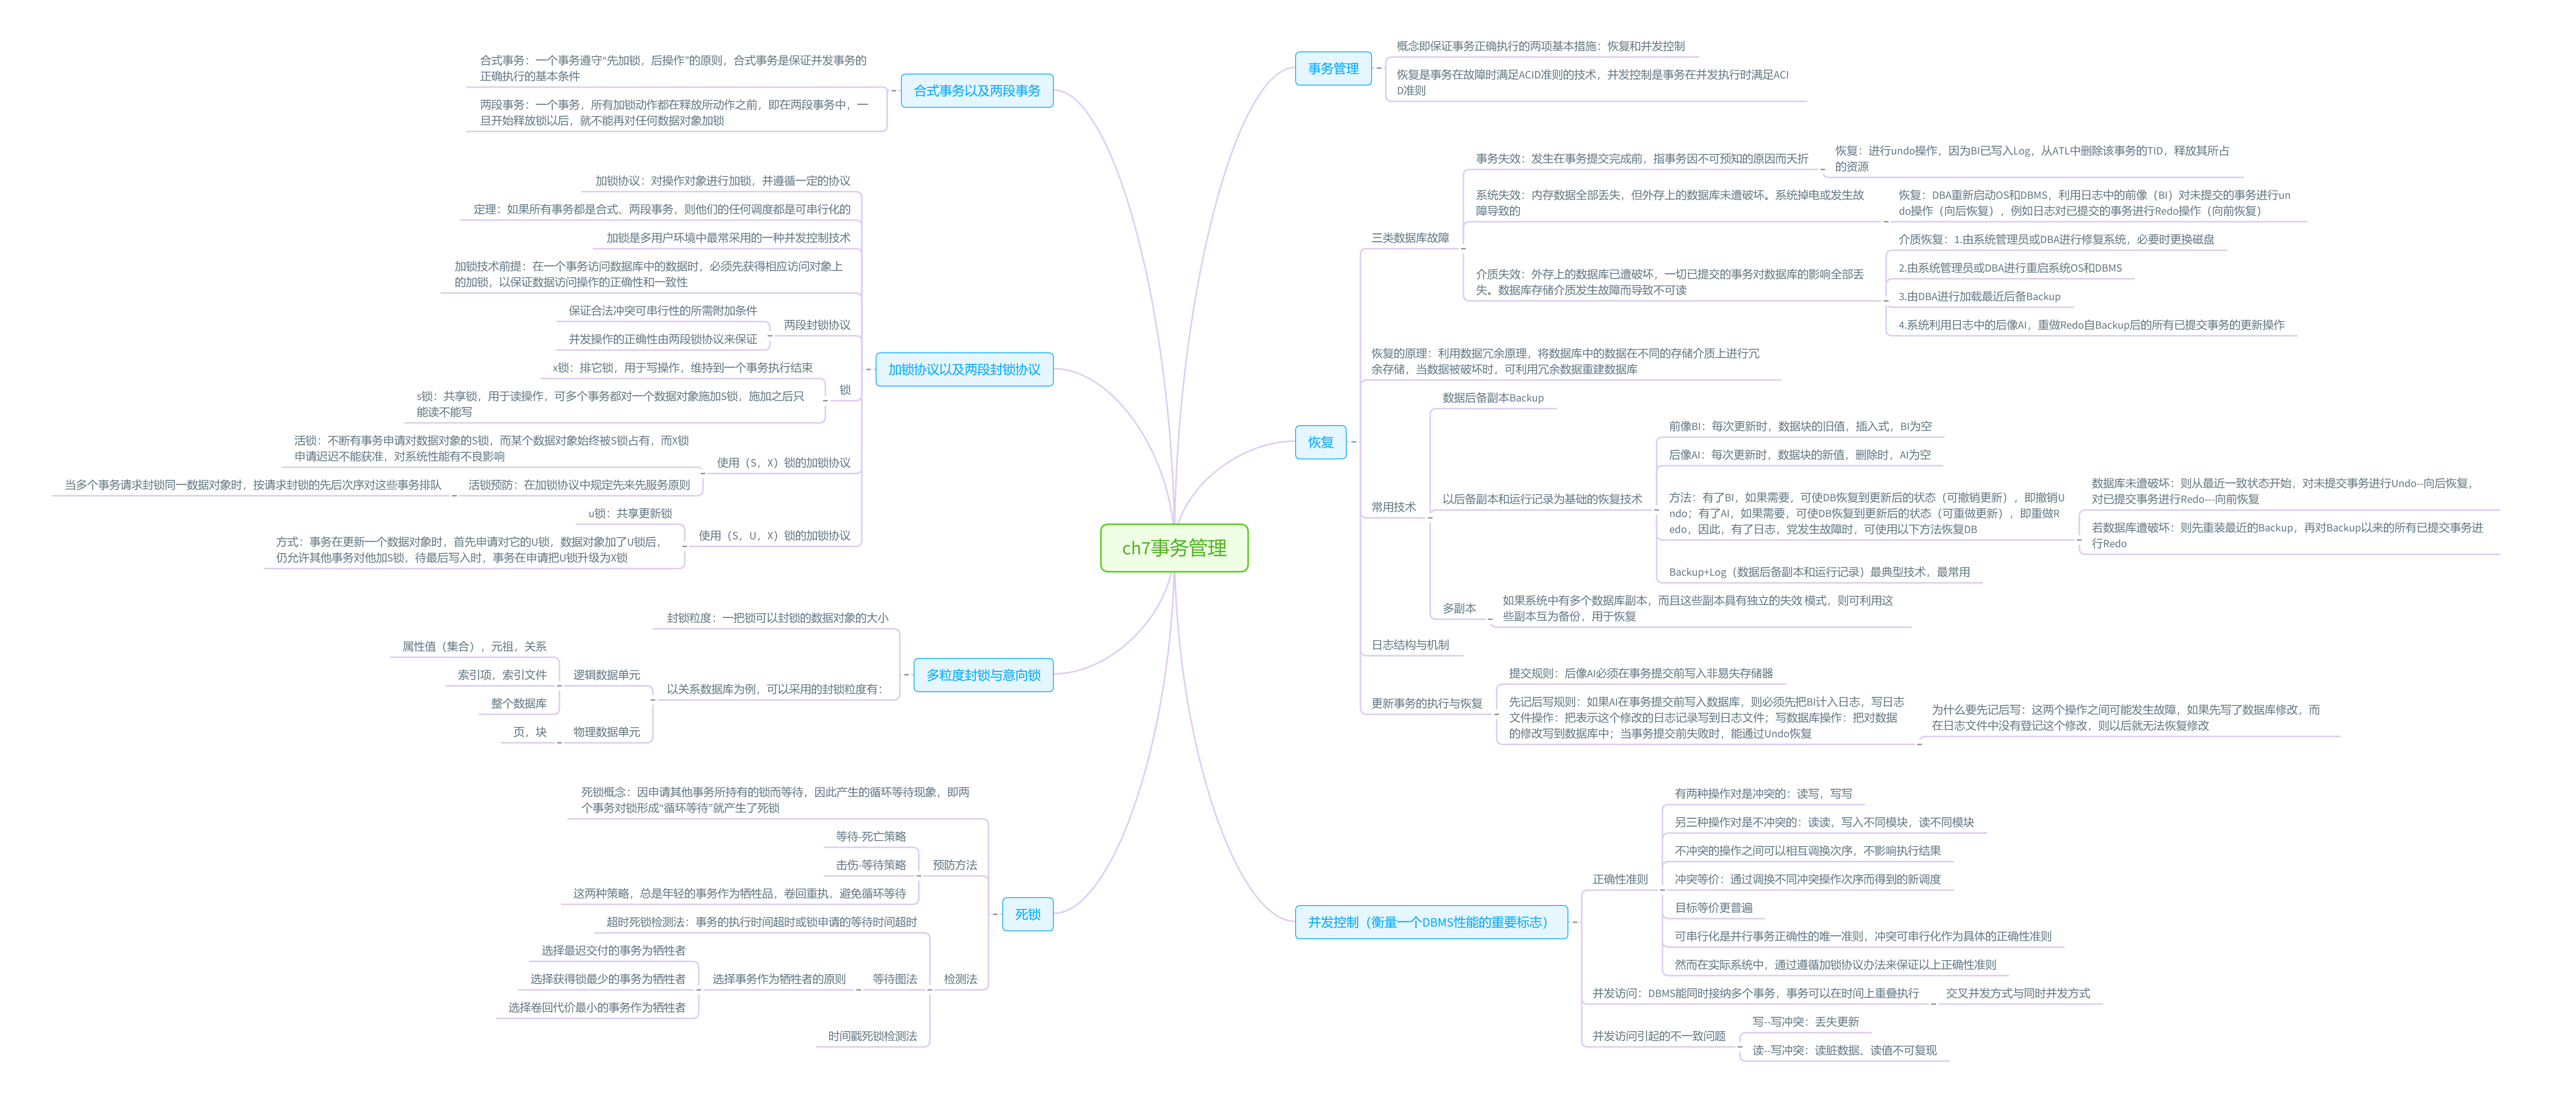 ch7事务管理
事务管理
概念即保证事务正确执行的两项基本措施：恢复和并发控制
恢复是事务在故障时满足ACID准则的技术，并发控制是事务在并发执行时满足ACI
D准则
恢复
三类数据库故障
事务失效：发生在事务提交完成前，指事务因不可预知的原因而夭折
恢复：进行undo操作，因为BI已写入Log，从ATL中删除该事务的TID，释放其所占
的资源
系统失效：内存数据全部丢失，但外存上的数据库未遭破坏。系统掉电或发生故
障导致的
恢复：DBA重新启动OS和DBMS，利用日志中的前像（BI）对未提交的事务进行un
do操作（向后恢复），例如日志对已提交的事务进行Redo操作（向前恢复）
介质失效：外存上的数据库已遭破坏，一切已提交的事务对数据库的影响全部丢
失。数据库存储介质发生故障而导致不可读
介质恢复：1.由系统管理员或DBA进行修复系统，必要时更换磁盘
2.由系统管理员或DBA进行重启系统OS和DBMS
3.由DBA进行加载最近后备Backup
4.系统利用日志中的后像AI，重做Redo自Backup后的所有已提交事务的更新操作
恢复的原理：利用数据冗余原理，将数据库中的数据在不同的存储介质上进行冗
余存储，当数据被破坏时，可利用冗余数据重建数据库
常用技术
数据后备副本Backup
以后备副本和运行记录为基础的恢复技术
前像BI：每次更新时，数据块的旧值，插入式，BI为空
后像AI：每次更新时，数据块的新值，删除时，AI为空
方法：有了BI，如果需要，可使DB恢复到更新后的状态（可撤销更新），即撤销U
ndo；有了AI，如果需要，可使DB恢复到更新后的状态（可重做更新），即重做R
edo，因此，有了日志，党发生故障时，可使用以下方法恢复DB
数据库未遭破坏：则从最近一致状态开始，对未提交事务进行Undo--向后恢复，
对已提交事务进行Redo---向前恢复
若数据库遭破坏：则先重装最近的Backup，再对Backup以来的所有已提交事务进
行Redo
Backup+Log（数据后备副本和运行记录）最典型技术，最常用
多副本
如果系统中有多个数据库副本，而且这些副本具有独立的失效 模式，则可利用这
些副本互为备份，用于恢复
日志结构与机制
更新事务的执行与恢复
提交规则：后像AI必须在事务提交前写入非易失存储器
先记后写规则：如果AI在事务提交前写入数据库，则必须先把BI计入日志，写日志
文件操作：把表示这个修改的日志记录写到日志文件；写数据库操作：把对数据
的修改写到数据库中；当事务提交前失败时，能通过Undo恢复
为什么要先记后写：这两个操作之间可能发生故障，如果先写了数据库修改，而
在日志文件中没有登记这个修改，则以后就无法恢复修改
并发控制（衡量一个DBMS性能的重要标志）
正确性准则
有两种操作对是冲突的：读写，写写
另三种操作对是不冲突的：读读，写入不同模块，读不同模块
不冲突的操作之间可以相互调换次序，不影响执行结果
冲突等价：通过调换不同冲突操作次序而得到的新调度
目标等价更普遍
可串行化是并行事务正确性的唯一准则，冲突可串行化作为具体的正确性准则
然而在实际系统中，通过遵循加锁协议办法来保证以上正确性准则
并发访问：DBMS能同时接纳多个事务，事务可以在时间上重叠执行
交叉并发方式与同时并发方式
并发访问引起的不一致问题
写--写冲突：丢失更新
读--写冲突：读脏数据、读值不可复现
合式事务以及两段事务
合式事务：一个事务遵守“先加锁，后操作”的原则，合式事务是保证并发事务的
正确执行的基本条件
两段事务：一个事务，所有加锁动作都在释放所动作之前，即在两段事务中，一
旦开始释放锁以后，就不能再对任何数据对象加锁
加锁协议以及两段封锁协议
加锁协议：对操作对象进行加锁，并遵循一定的协议
定理：如果所有事务都是合式、两段事务，则他们的任何调度都是可串行化的
加锁是多用户环境中最常采用的一种并发控制技术
加锁技术前提：在一个事务访问数据库中的数据时，必须先获得相应访问对象上
的加锁，以保证数据访问操作的正确性和一致性
两段封锁协议
保证合法冲突可串行性的所需附加条件
并发操作的正确性由两段锁协议来保证
锁
x锁：排它锁，用于写操作，维持到一个事务执行结束
s锁：共享锁，用于读操作，可多个事务都对一个数据对象施加S锁，施加之后只
能读不能写
使用（S，X）锁的加锁协议
活锁：不断有事务申请对数据对象的S锁，而某个数据对象始终被S锁占有，而X锁
申请迟迟不能获准，对系统性能有不良影响
活锁预防：在加锁协议中规定先来先服务原则
当多个事务请求封锁同一数据对象时，按请求封锁的先后次序对这些事务排队
使用（S，U，X）锁的加锁协议
u锁：共享更新锁
方式：事务在更新一个数据对象时，首先申请对它的U锁，数据对象加了U锁后，
仍允许其他事务对他加S锁，待最后写入时，事务在申请把U锁升级为X锁
多粒度封锁与意向锁
封锁粒度：一把锁可以封锁的数据对象的大小
以关系数据库为例，可以采用的封锁粒度有：
逻辑数据单元
属性值（集合），元祖，关系
索引项，索引文件
整个数据库
物理数据单元
页，块
死锁
死锁概念：因申请其他事务所持有的锁而等待，因此产生的循环等待现象，即两
个事务对锁形成“循环等待”就产生了死锁
预防方法
等待-死亡策略
击伤-等待策略
这两种策略，总是年轻的事务作为牺牲品，卷回重执，避免循环等待
检测法
超时死锁检测法：事务的执行时间超时或锁申请的等待时间超时
等待图法
选择事务作为牺牲者的原则
选择最迟交付的事务为牺牲者
选择获得锁最少的事务为牺牲者
选择卷回代价最小的事务作为牺牲者
时间戳死锁检测法